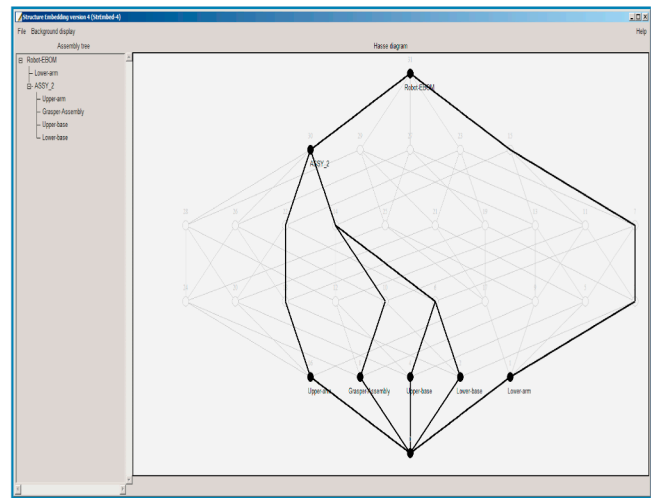 Structure Embedding version 4 (StrEmbed-4)
File Background display Help
Assembly tree Hasse diagram
Robot-EBOM
Lower-arm
ASSY_2
Upper-arm
Grasper-Assembly
Upper-base
Lower-base
Robot-EBOM
ASSY_2
Upper-arm Grasper-Assembly Upper-base Lower-base Lower-arm